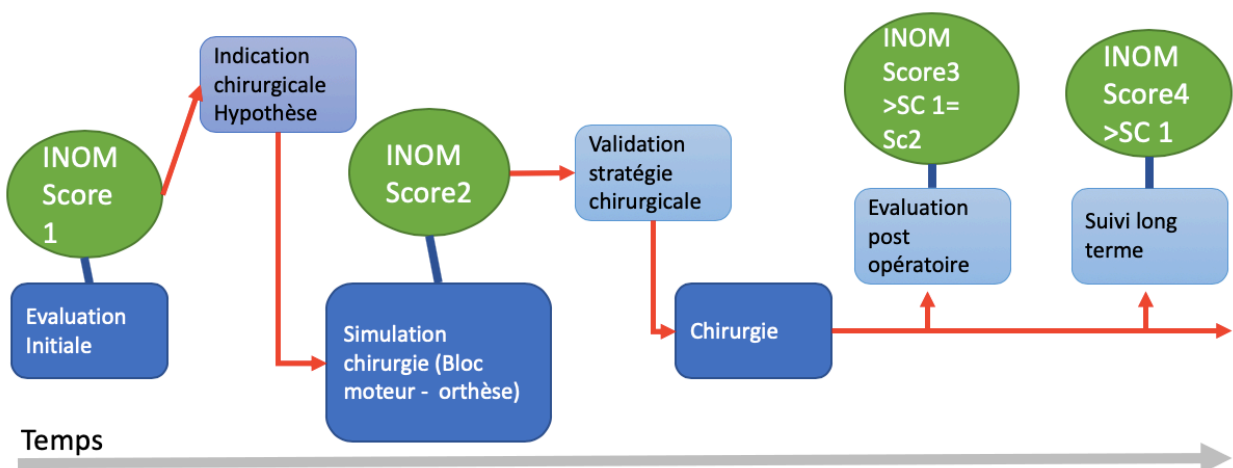 INOM
Score
1
Evaluation
Initiale
Indication
chirurgicale
Hypothèse
INOM
Score2
Simulation
chirurgie (Bloc
moteur - orthèse)
Validation
stratégie
chirurgicale
Chirurgie
INOM
Score3
>SC 1=
Sc2
Evaluation
post
opératoire
INOM
Score4
>SC 1
Suivi long
terme
Temps